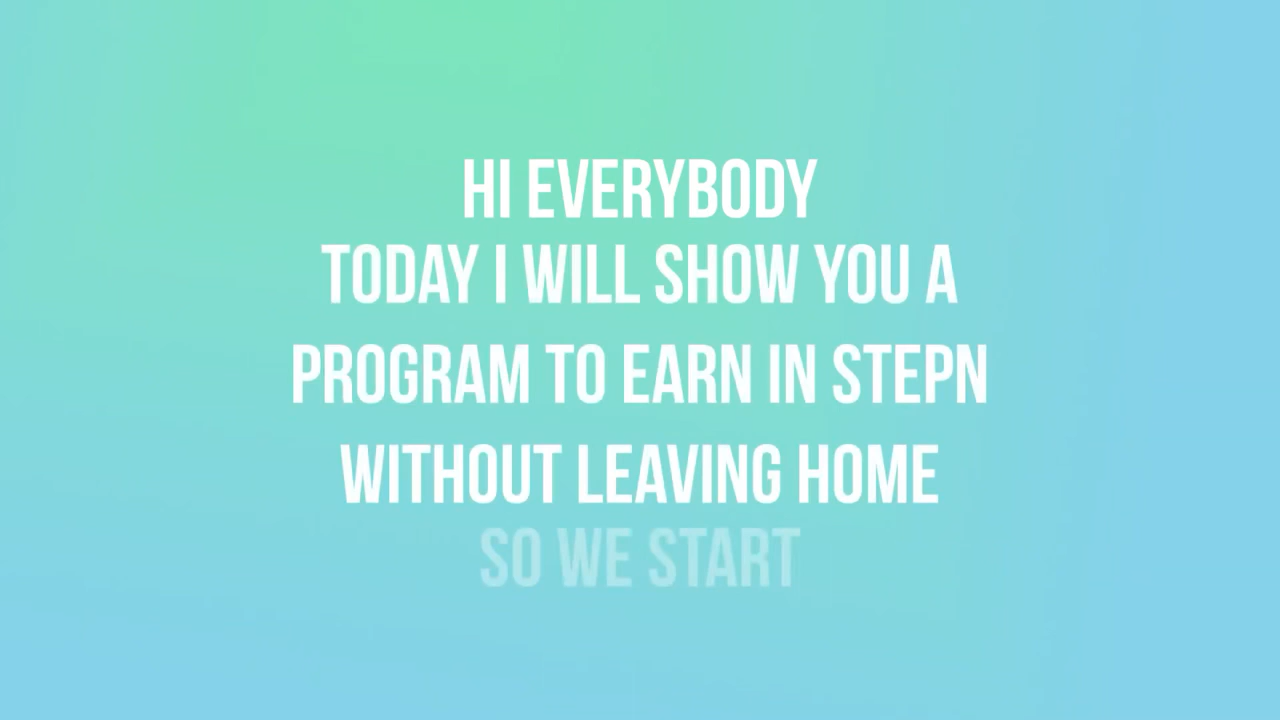 HI EVERYBODY
TODAY I WILL SHOW YOU A
PROGRAM TO EARN IN STEPN
WITHOUT LEAVING HOME
SO WE START